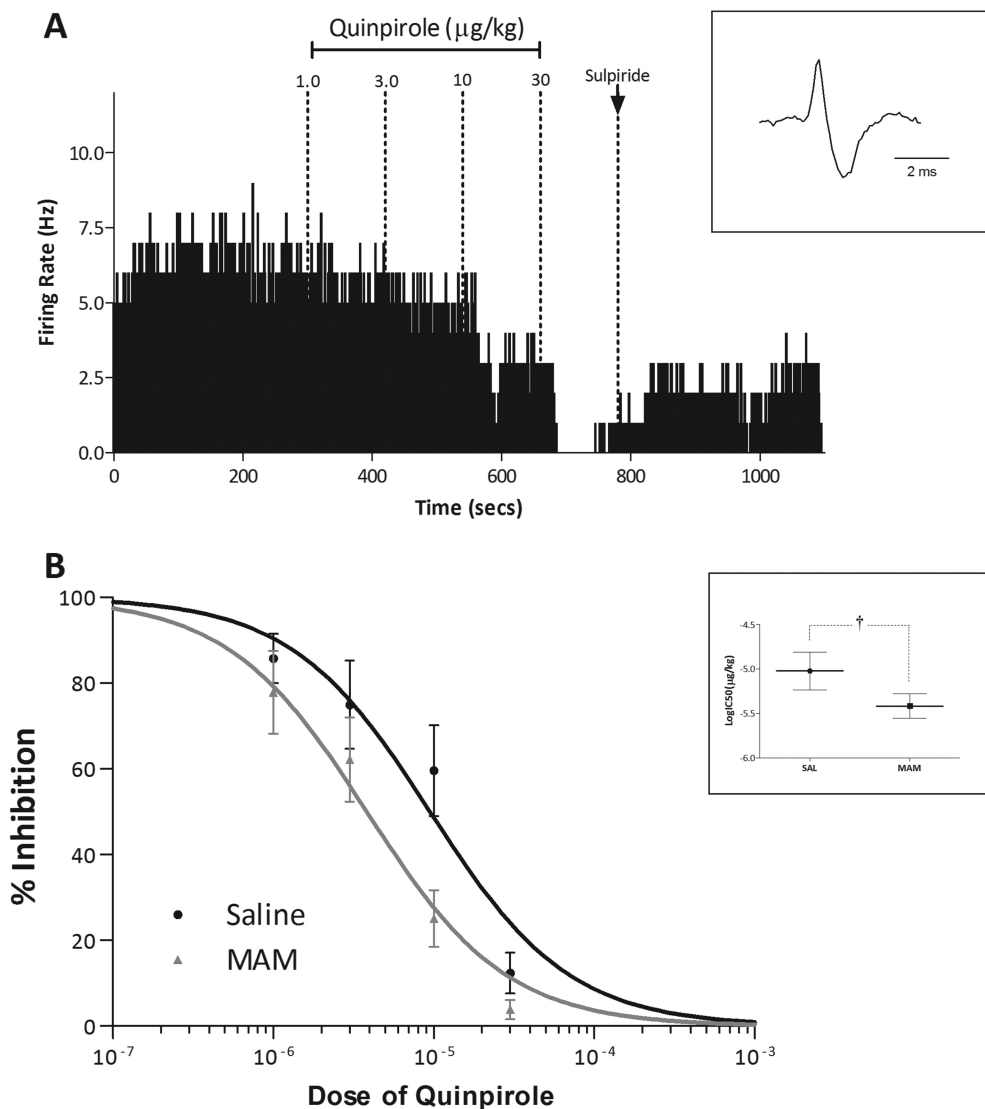 A
Quinpirole (µg/kg)
1.0 3.0 10 30
Sulpiride
10.0
7.5
5.0
2.5
0.0
Firing Rate (Hz)
0 200 400 600 800 1000
Time (secs)
2 ms
B
100
80
60
40
20
0
% Inhibition
Saline
MAM
10-7 10-6 10-5 10-4 10-3
Dose of Quinpirole
-4.5
-5.0
-5.5
-6.0
LogIC50(µg/kg)
†
SAL MAM